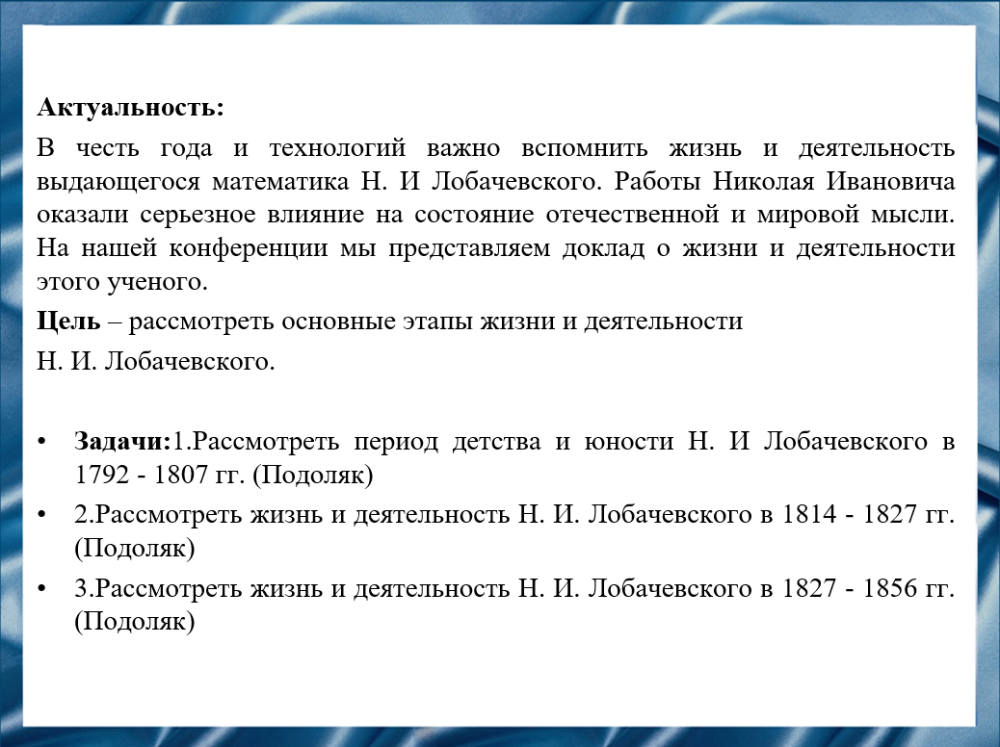 Актуальность:
В честь года и технологий важно вспомнить жизнь и деятельность
выдающегося математика Н. И Лобачевского. Работы Николая Ивановича
оказали серьезное влияние на состояние отечественной и мировой мысли.
На нашей конференции мы представляем доклад о жизни и деятельности
этого ученого.
Цель – рассмотреть основные этапы жизни и деятельности
Н. И. Лобачевского.
• Задачи:1.Рассмотреть период детства и юности Н. И Лобачевского в
1792 - 1807 гг. (Подоляк)
• 2.Рассмотреть жизнь и деятельность Н. И. Лобачевского в 1814 - 1827 гг.
(Подоляк)
• 3.Рассмотреть жизнь и деятельность Н. И. Лобачевского в 1827 - 1856 гг.
(Подоляк)